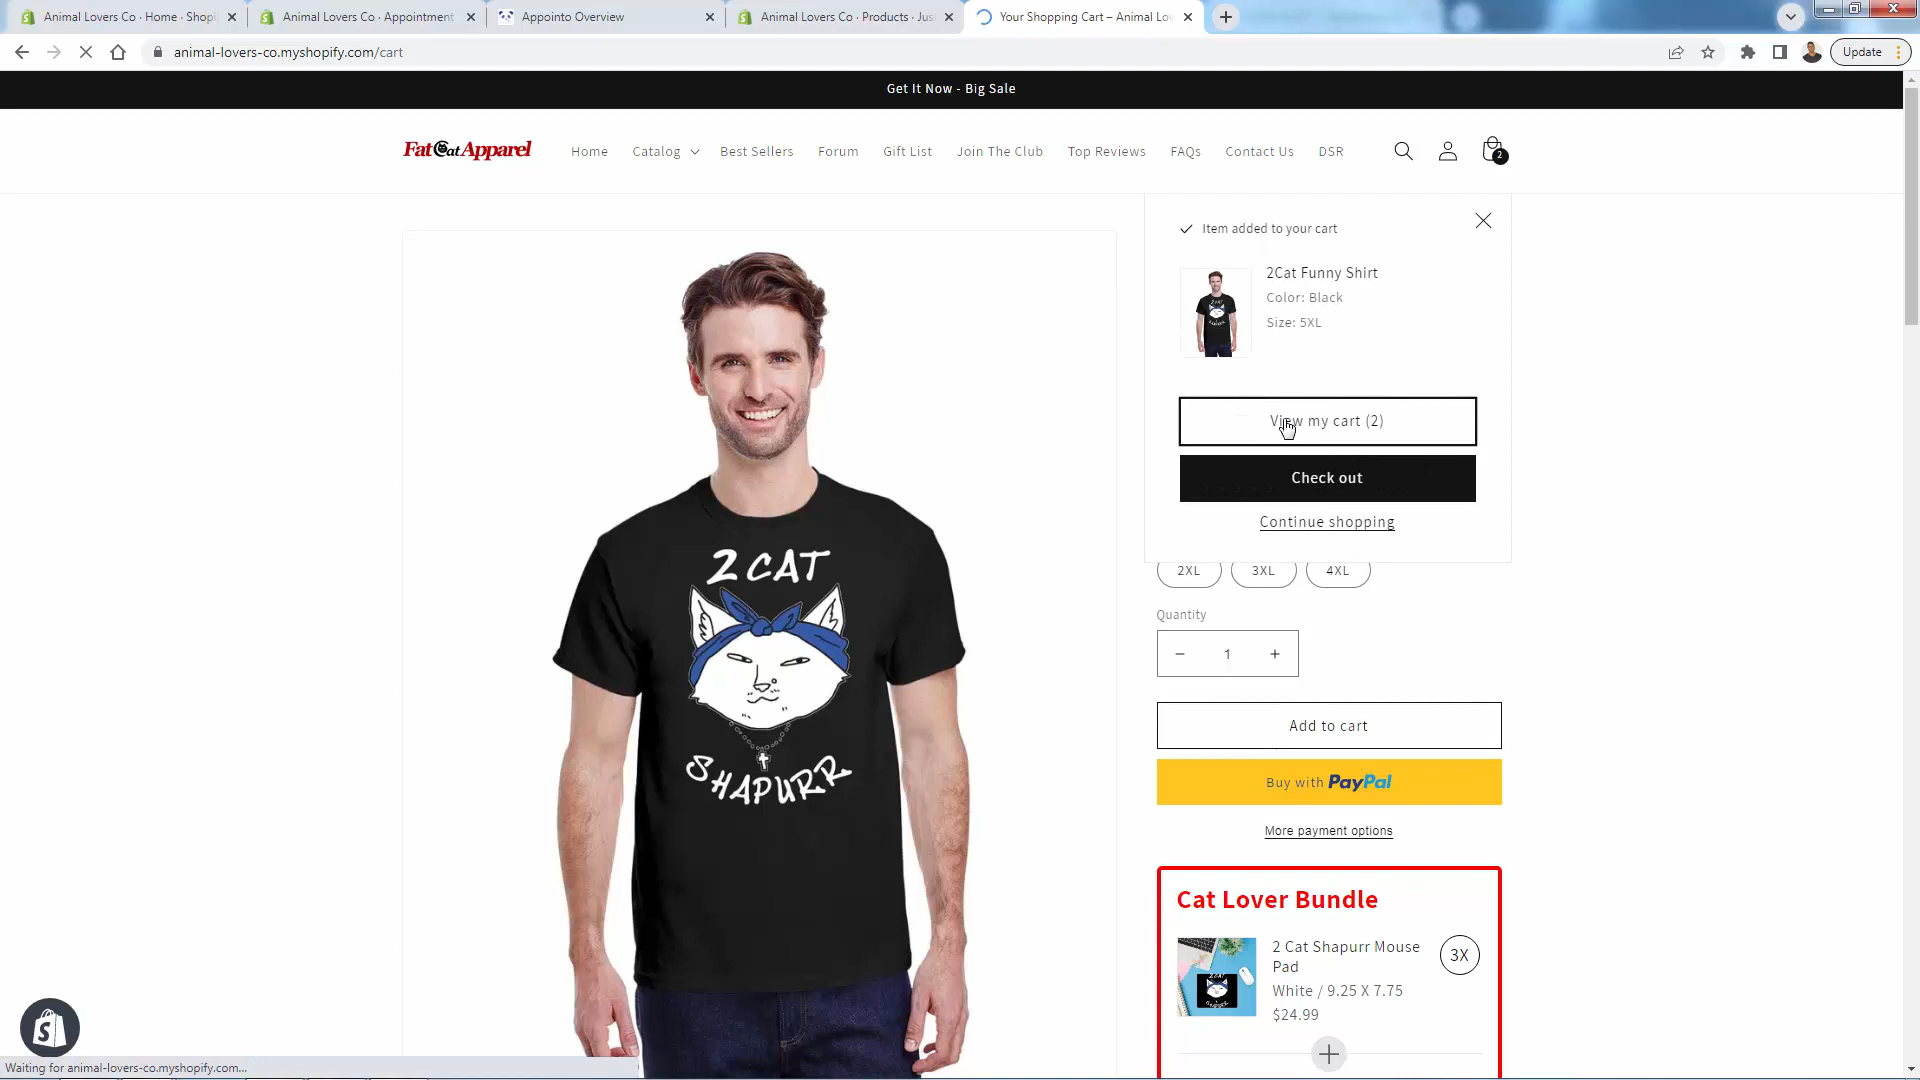 Animal Lovers Co · Home · Shopi
Animal Lovers Co · Appointment
Appointo Overview
Animal Lovers Co · Products · Jus
Your Shopping Cart – Animal Lov
animal-lovers-co.myshopify.com/cart
Update
Get It Now - Big Sale
Fat Cat Apparel
Home
Catalog
Best Sellers
Forum
Gift List
Join The Club
Top Reviews
FAQs
Contact Us
DSR
2
Item added to your cart
2Cat Funny Shirt
Color: Black
Size: 5XL
View my cart (2)
Check out
Continue shopping
2XL
3XL
4XL
Quantity
1
Add to cart
Buy with PayPal
More payment options
Cat Lover Bundle
2 Cat Shapurr Mouse
Pad
3X
White / 9.25 X 7.75
$24.99
2 CAT
SHAPURR
Waiting for animal-lovers-co.myshopify.com...